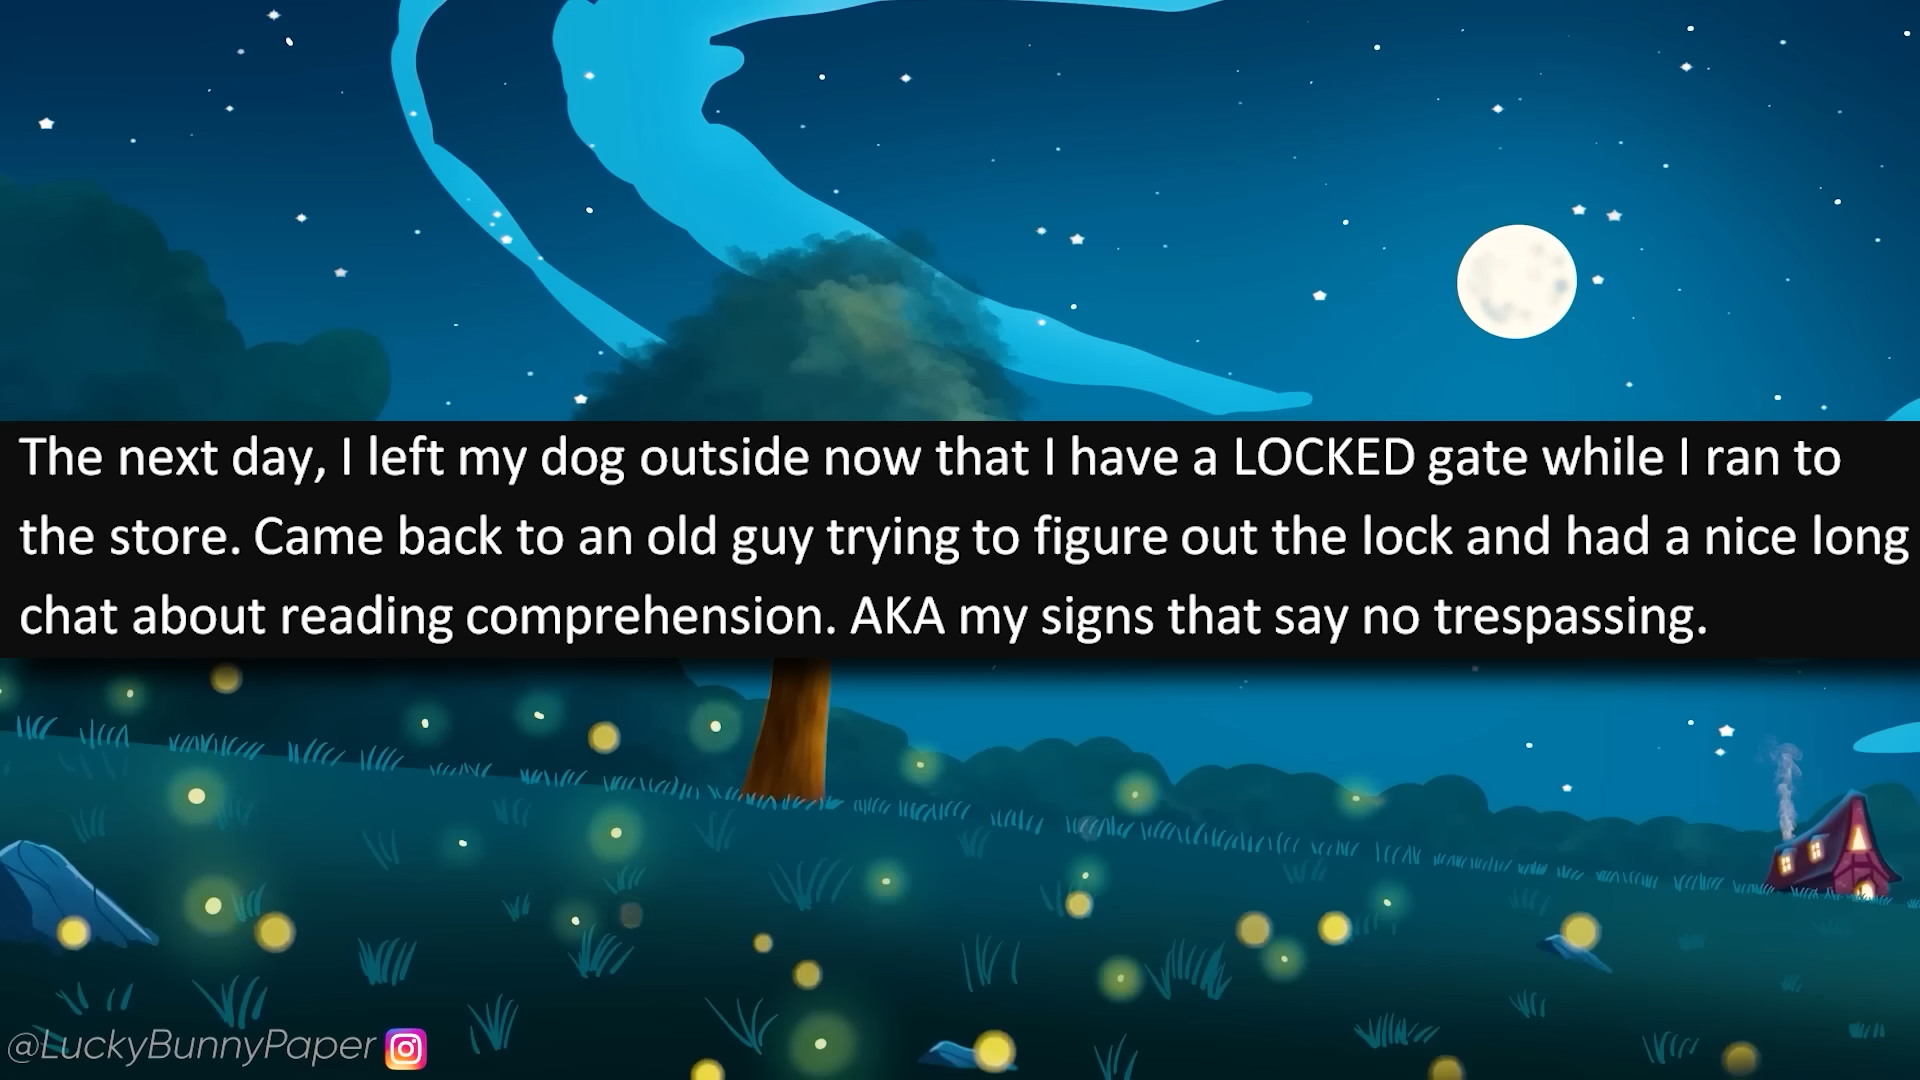 The next day, I left my dog outside now that I have a LOCKED gate while I ran to
the store. Came back to an old guy trying to figure out the lock and had a nice long
chat about reading comprehension. AKA my signs that say no trespassing.
@LuckyBunnyPaper